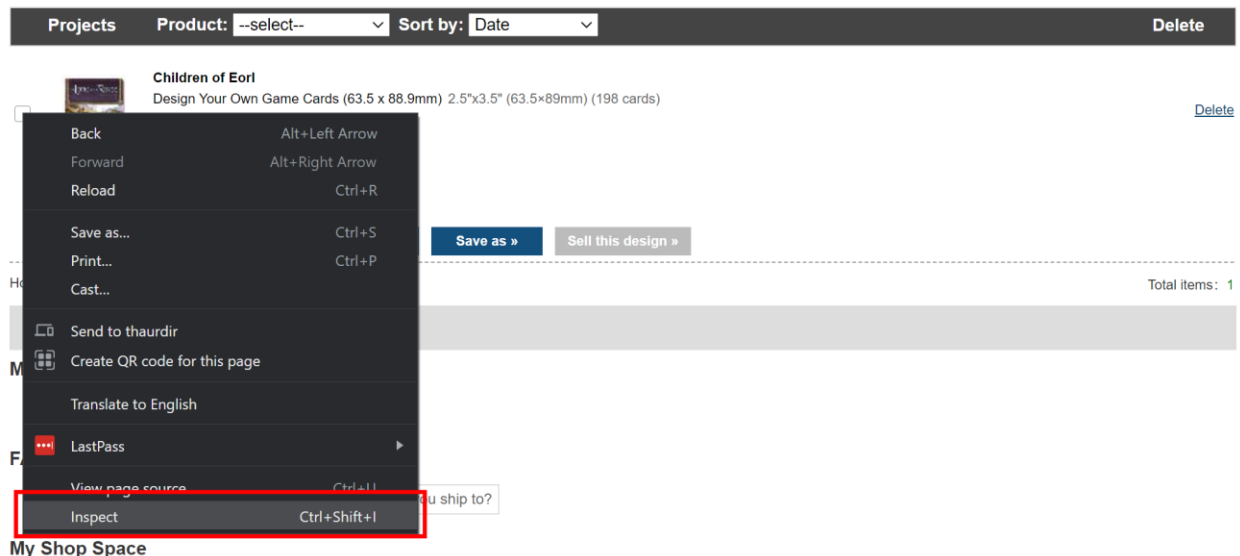 Projects Product: --select-- Sort by: Date Delete
Children of Eorl
Design Your Own Game Cards (63.5 x 88.9mm) 2.5"x3.5" (63.5×89mm) (198 cards)
Delete
Back Alt+Left Arrow
Forward Alt+Right Arrow
Reload Ctrl+R
Save as... Ctrl+S
Save as » Sell this design »
Print... Ctrl+P
Cast...
Total items: 1
Send to thaurdir
Create QR code for this page
Translate to English
LastPass
View page source Ctrl+U
you ship to?
Inspect Ctrl+Shift+I
My Shop Space